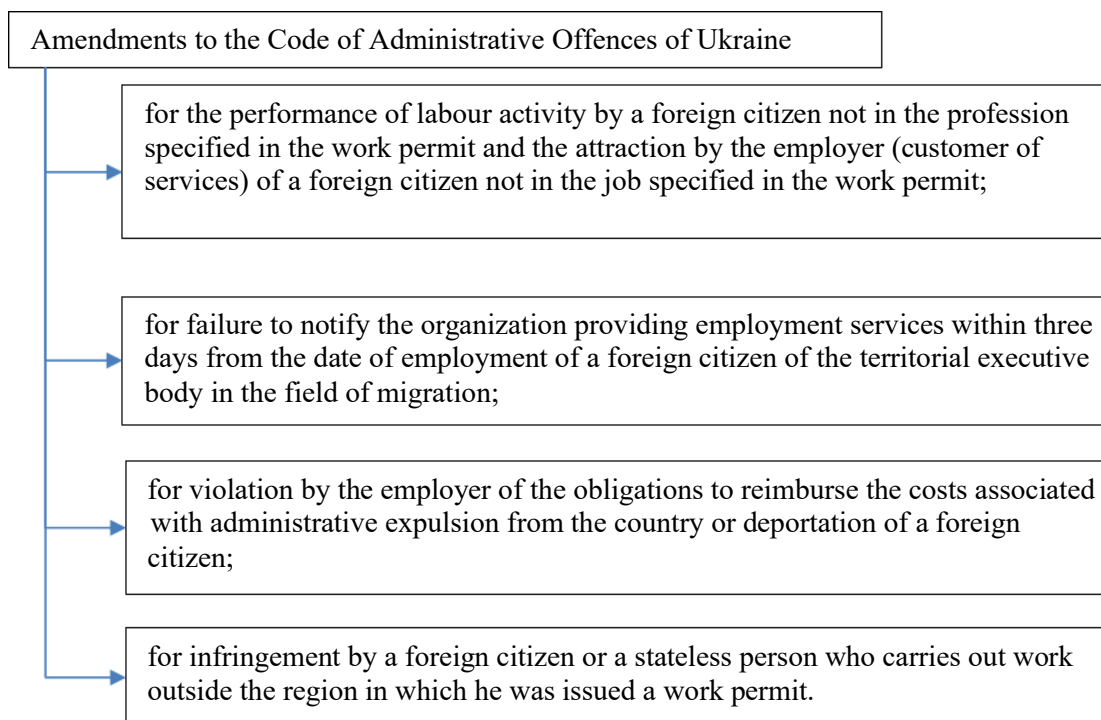 Amendments to the Code of Administrative Offences of Ukraine
for the performance of labour activity by a foreign citizen not in the profession
specified in the work permit and the attraction by the employer (customer of
services) of a foreign citizen not in the job specified in the work permit;
for failure to notify the organization providing employment services within three
days from the date of employment of a foreign citizen of the territorial executive
body in the field of migration;
for violation by the employer of the obligations to reimburse the costs associated
with administrative expulsion from the country or deportation of a foreign
citizen;
for infringement by a foreign citizen or a stateless person who carries out work
outside the region in which he was issued a work permit.